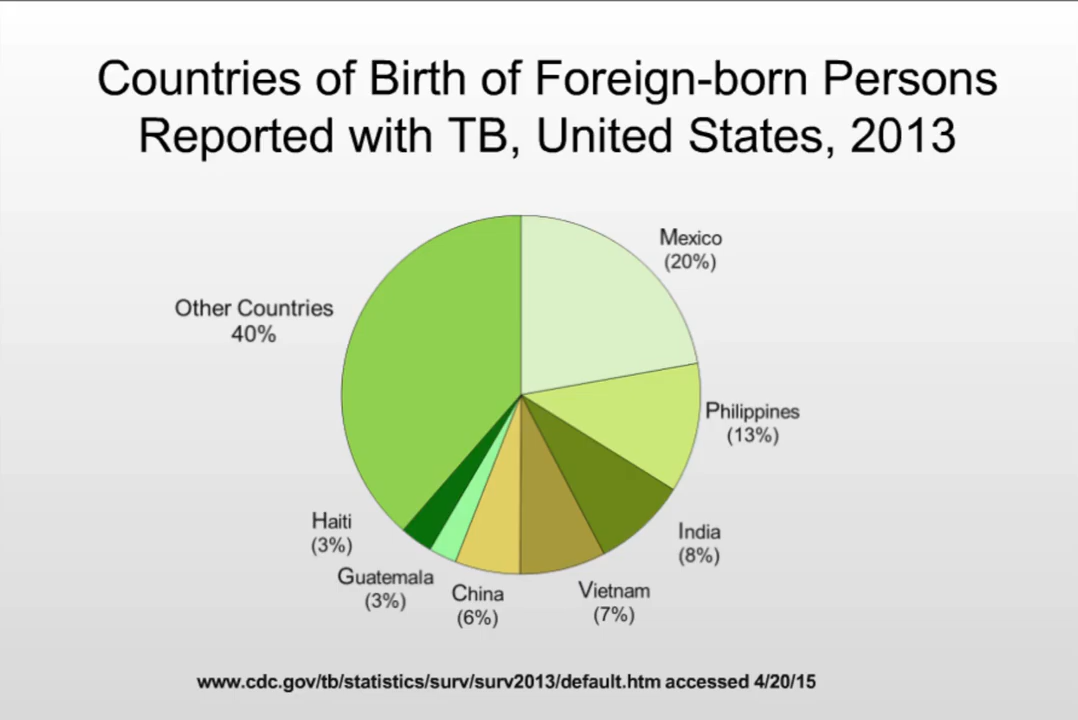 Countries of Birth of Foreign-born Persons
Reported with TB, United States, 2013
Mexico
(20%)
Other Countries
40%
Philippines
(13%)
India
(8%)
Haiti
(3%)
Guatemala
(3%)
China
(6%)
Vietnam
(7%)
www.cdc.gov/tb/statistics/surv/surv2013/default.htm accessed 4/20/15